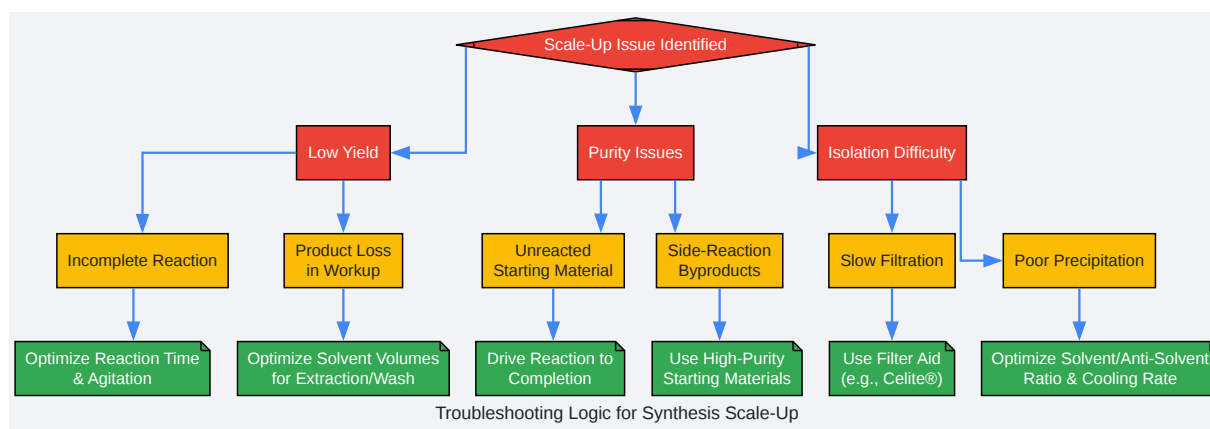 Scale-Up Issue Identified
Low Yield
Purity Issues
Isolation Difficulty
Incomplete Reaction
Product Loss
in Workup
Unreacted
Starting Material
Side-Reaction
Byproducts
Slow Filtration
Poor Precipitation
Optimize Reaction Time
& Agitation
Optimize Solvent Volumes
for Extraction/Wash
Drive Reaction to
Completion
Use High-Purity
Starting Materials
Use Filter Aid
(e.g., Celite®)
Optimize Solvent/Anti-Solvent
Ratio & Cooling Rate
Troubleshooting Logic for Synthesis Scale-Up